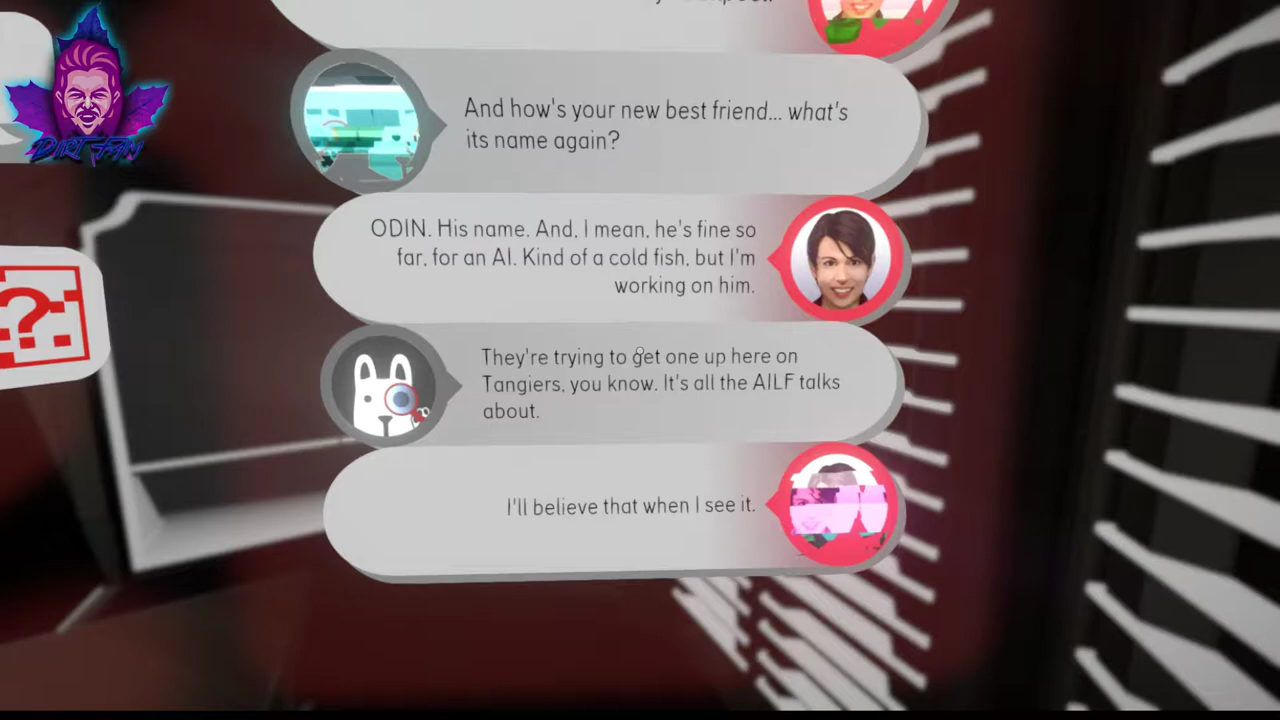 And how's your new best friend... what's
its name again?
ODIN. His name. And, I mean, he's fine so
far, for an AI. Kind of a cold fish, but I'm
working on him.
They're trying to get one up here on
Tangiers, you know. It's all the AILF talks
about.
I'll believe that when I see it.
DIRT FAN
?